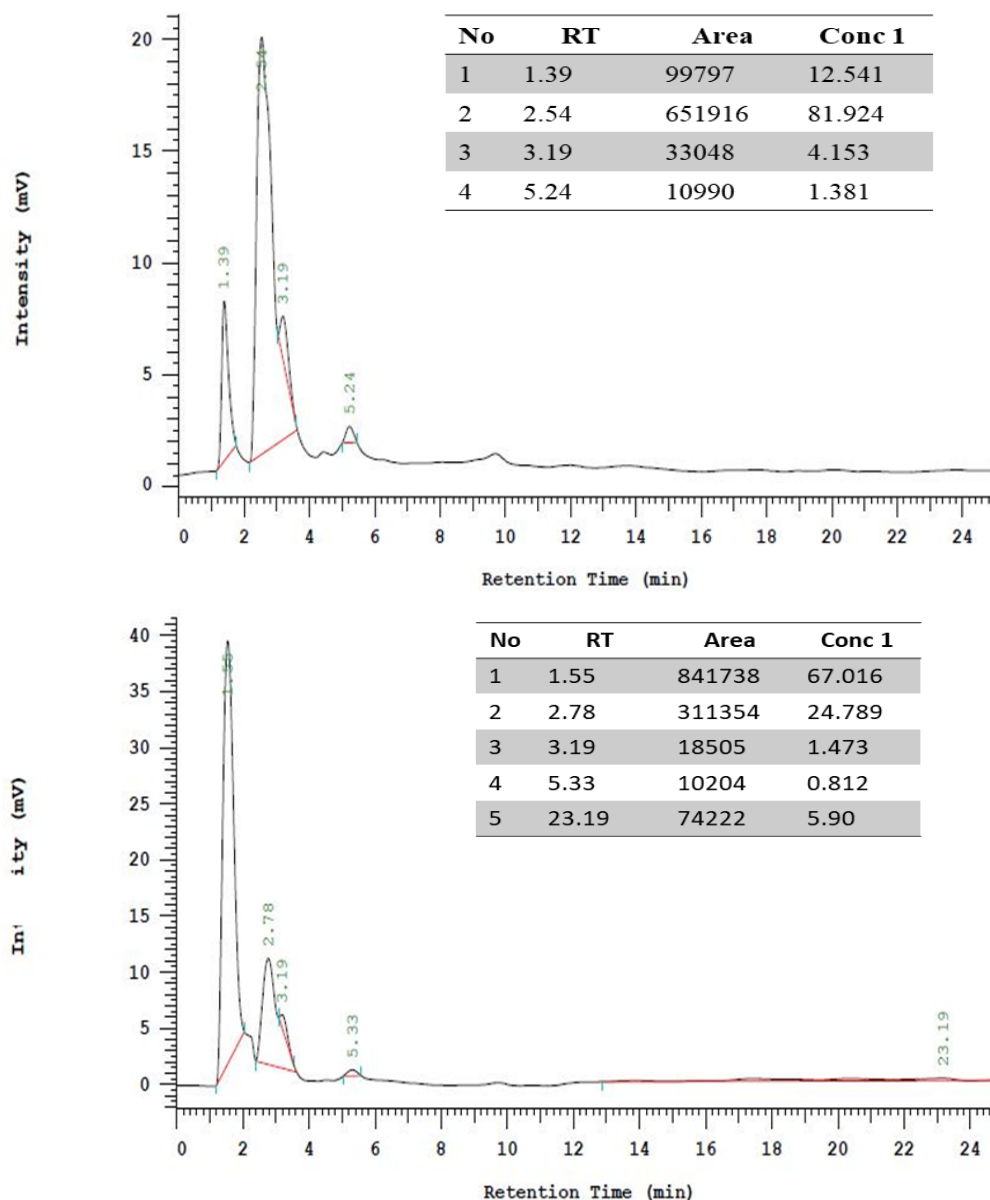 No RT Area Conc 1
1 1.39 99797 12.541
2 2.54 651916 81.924
3 3.19 33048 4.153
4 5.24 10990 1.381
Intensity (mV)
20
15
10
5
0
2.54
1.39
3.19
5.24
0 2 4 6 8 10 12 14 16 18 20 22 24
Retention Time (min)
No RT Area Conc 1
1 1.55 841738 67.016
2 2.78 311354 24.789
3 3.19 18505 1.473
4 5.33 10204 0.812
5 23.19 74222 5.90
ity (mV)
40
35
30
25
20
15
10
5
0
1.55
2.78
3.19
5.33
23.19
0 2 4 6 8 10 12 14 16 18 20 22 24
Retention Time (min)